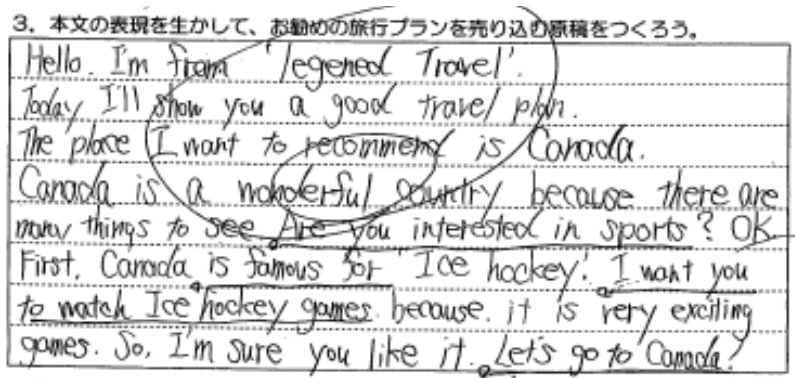 3. 本文の表現を生かして、お勧めの旅行プランを売り込む原稿をつくろう。
Hello. I'm from 'legened Travel'.
Today I'll show you a good travel plan.
The place I want to recommend is Canada.
Canada is a wonderful country because there are
many things to see. Are you interested in sports? OK
First, Canada is famous for 'Ice hockey'. I want you
to watch Ice hockey games because. it is very exciting
games. So, I'm sure you like it. Let's go to Canada!